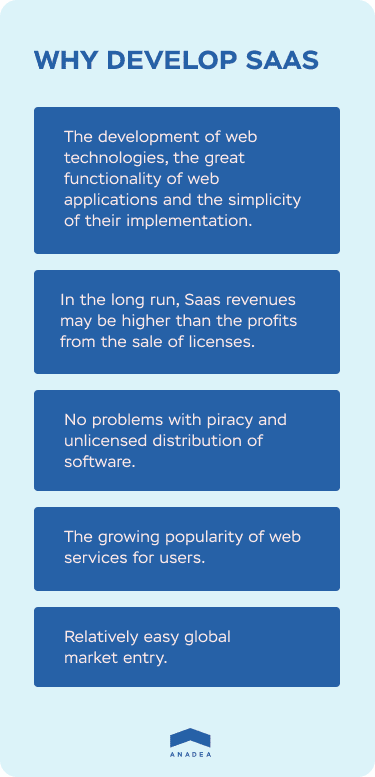 WHY DEVELOP SAAS
The development of web
technologies, the great
functionality of web
applications and the simplicity
of their implementation.
In the long run, Saas revenues
may be higher than the profits
from the sale of licenses.
No problems with piracy and
unlicensed distribution of
software.
The growing popularity of web
services for users.
Relatively easy global
market entry.
ANADEA